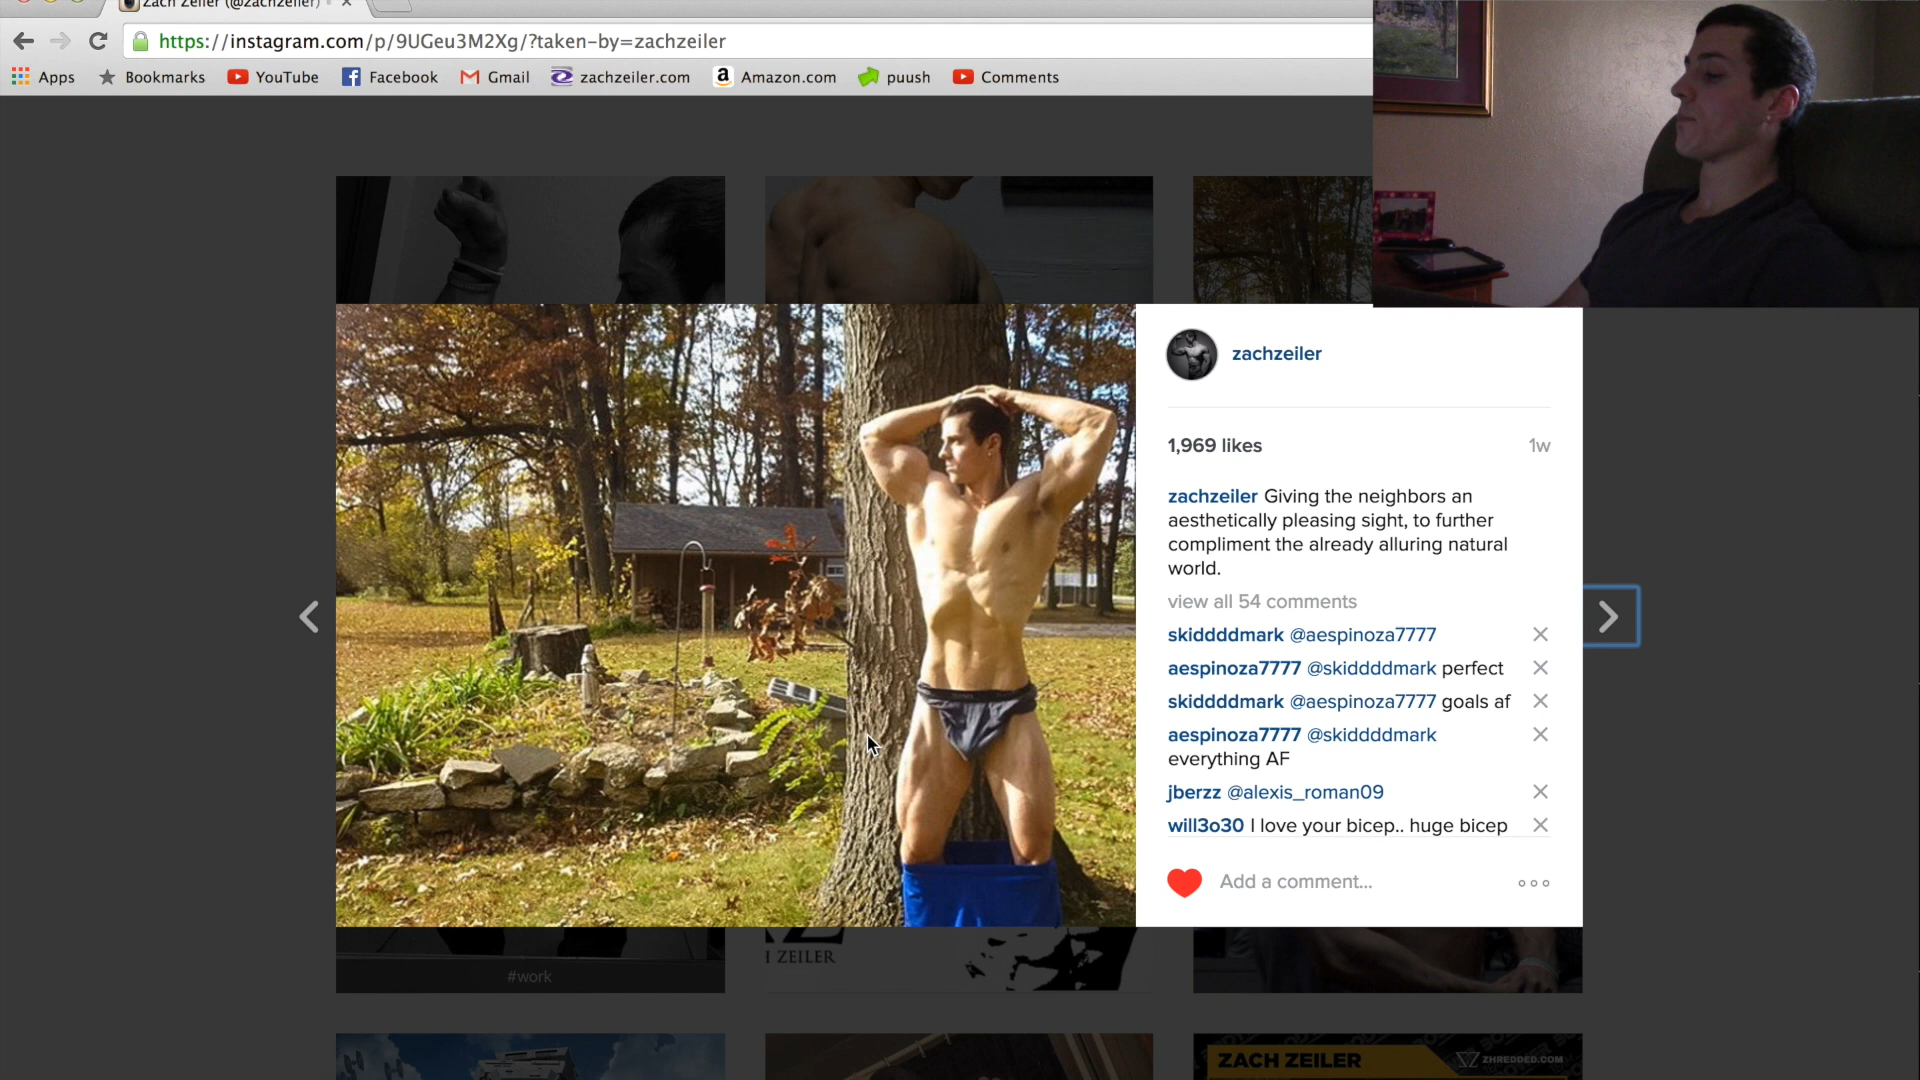 Zach Zeiler (@zachzeiler)
https://instagram.com/p/9UGeu3M2Xg/?taken-by=zachzeiler
Apps Bookmarks YouTube Facebook Gmail zachzeiler.com Amazon.com puush Comments
zachzeiler
1,969 likes 1w
zachzeiler Giving the neighbors an
aesthetically pleasing sight, to further
compliment the already alluring natural
world.
view all 54 comments
skiddddmark @aespinoza7777
aespinoza7777 @skiddddmark perfect
skiddddmark @aespinoza7777 goals af
aespinoza7777 @skiddddmark
everything AF
jberzz @alexis_roman09
will3o30 I love your bicep.. huge bicep
Add a comment...
#work
H ZEILER
ZACH ZEILER ZHREDDED.COM